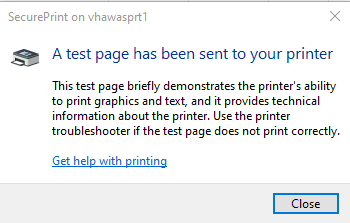 SecurePrint on vhawasprt1
A test page has been sent to your printer
This test page briefly demonstrates the printer's ability
to print graphics and text, and it provides technical
information about the printer. Use the printer
troubleshooter if the test page does not print correctly.
Get help with printing
Close